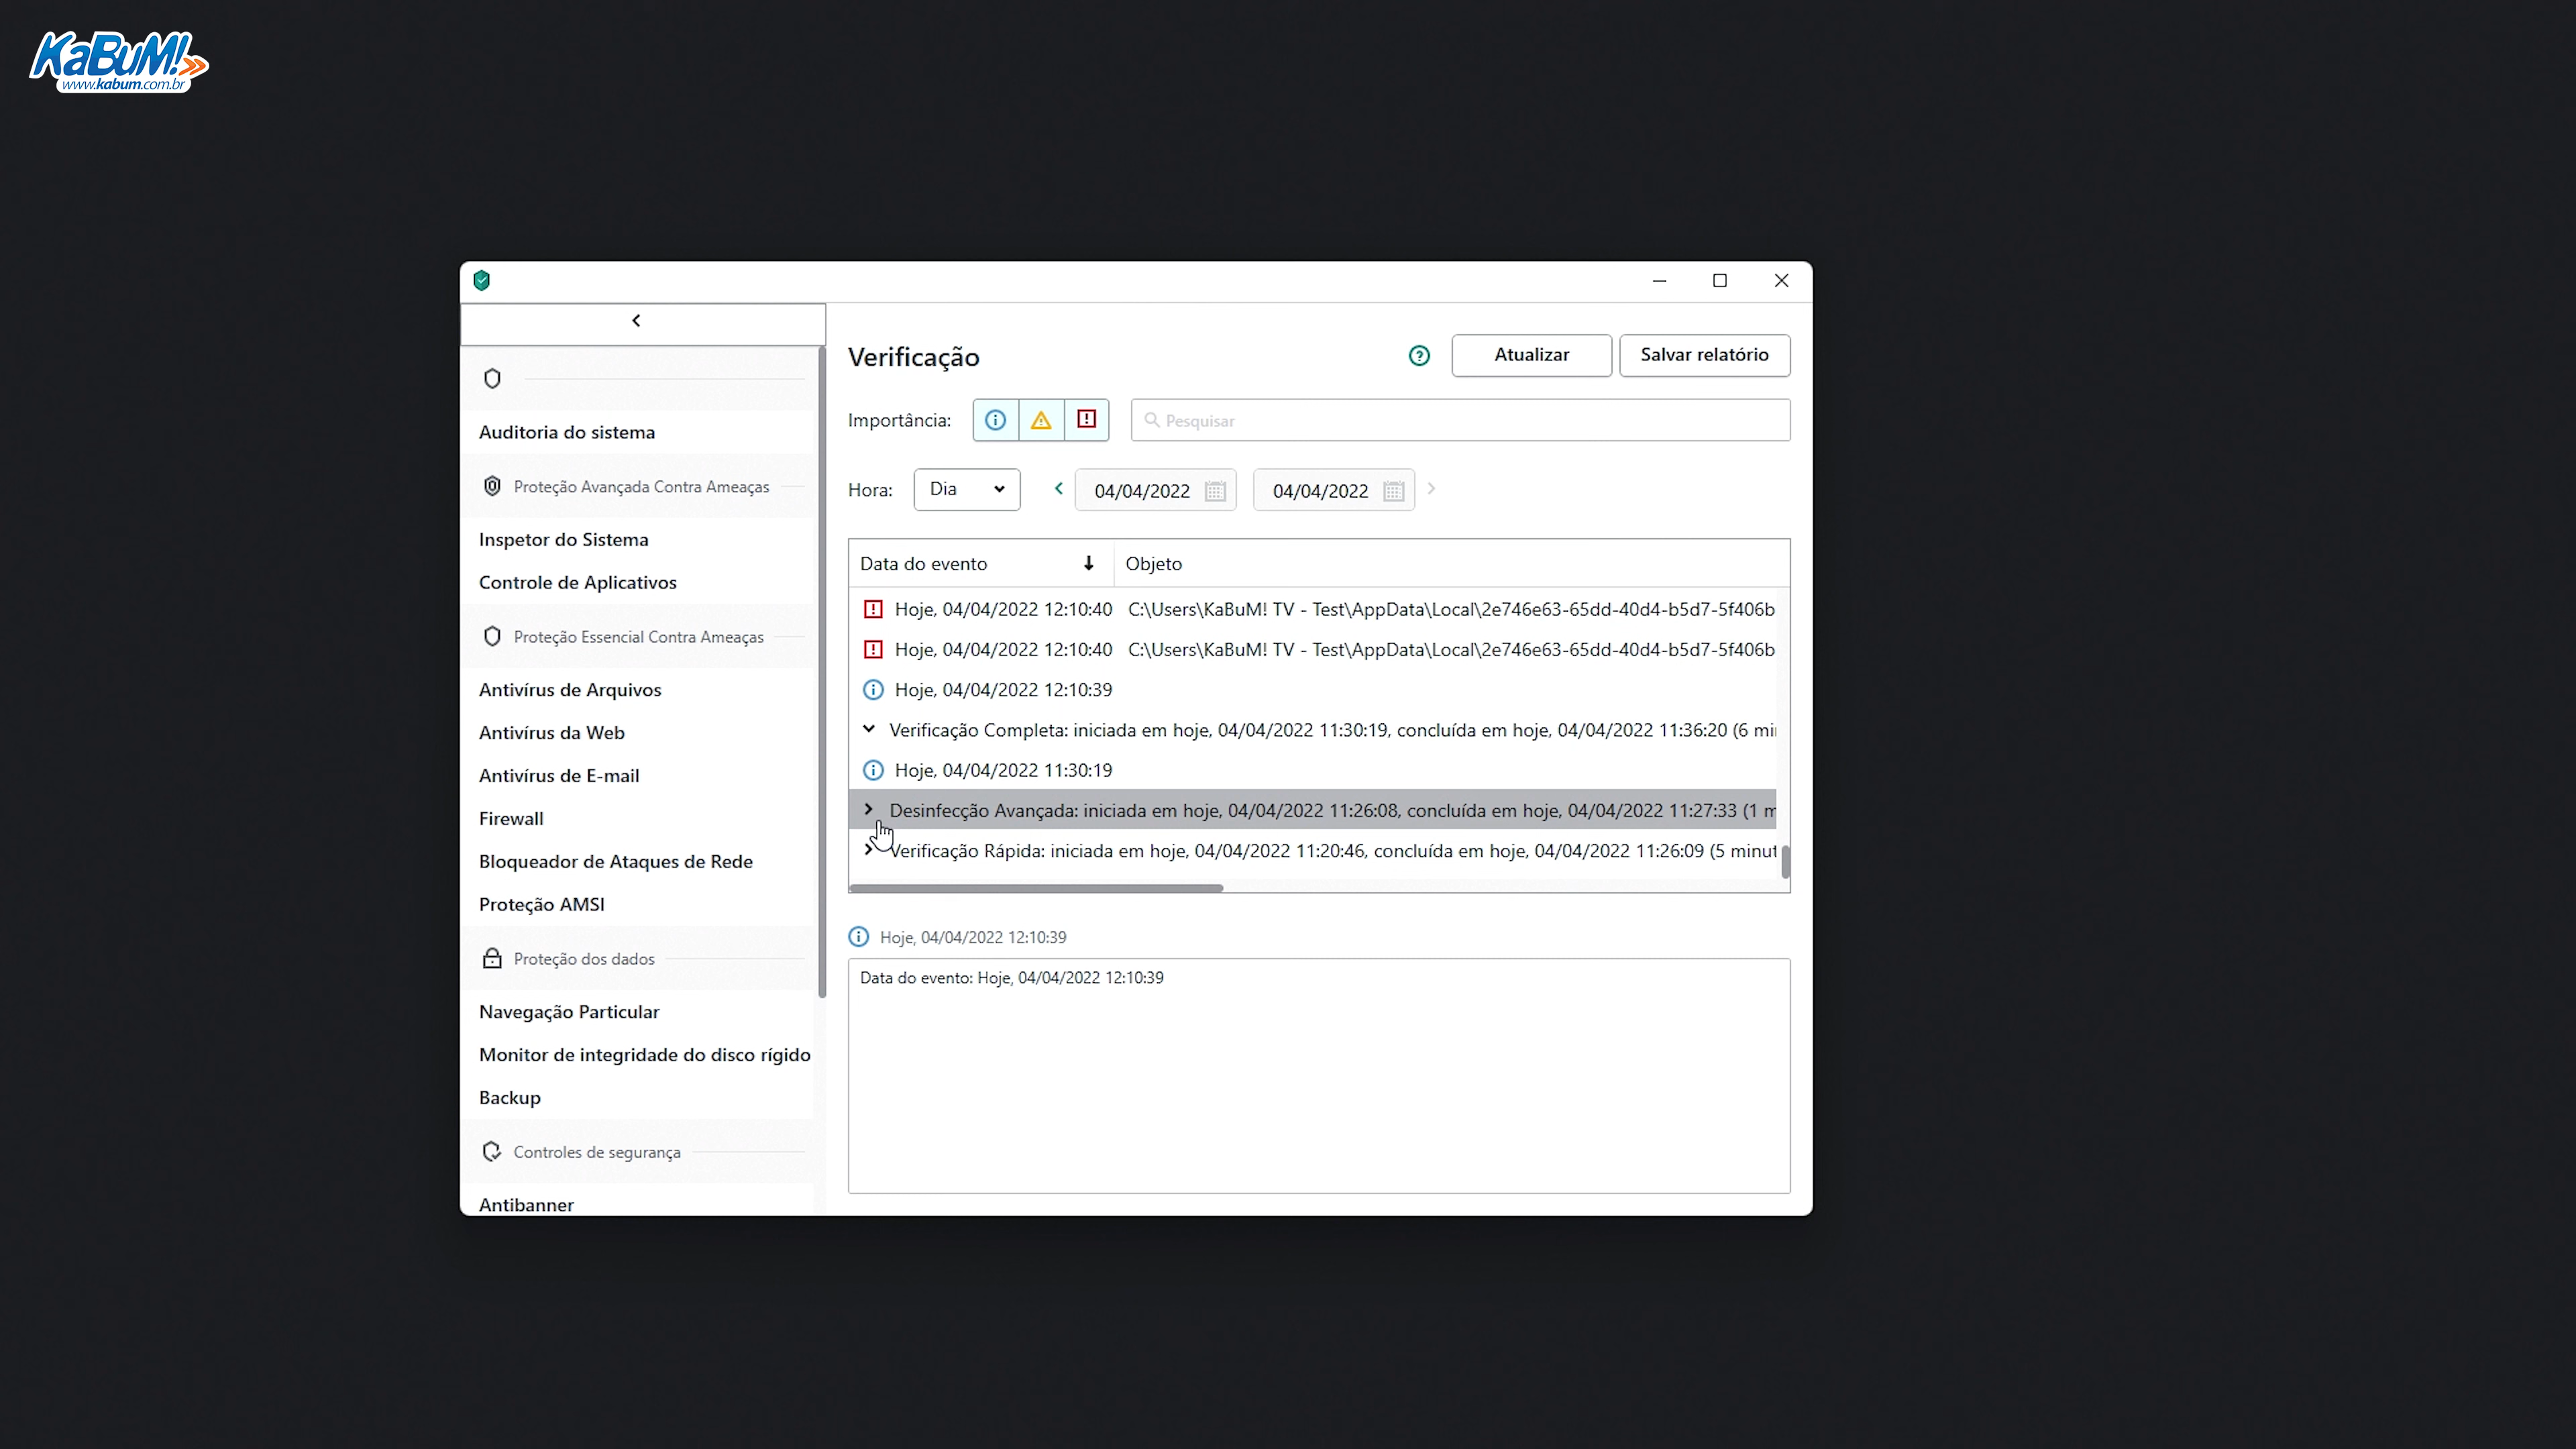 KaBuM!
www.kabum.com.br
Auditoria do sistema
Proteção Avançada Contra Ameaças
Inspetor do Sistema
Controle de Aplicativos
Proteção Essencial Contra Ameaças
Antivírus de Arquivos
Antivírus da Web
Antivírus de E-mail
Firewall
Bloqueador de Ataques de Rede
Proteção AMSI
Proteção dos dados
Navegação Particular
Monitor de integridade do disco rígido
Backup
Controles de segurança
Antibanner
Verificação
Atualizar
Salvar relatório
Importância:
Pesquisar
Hora: Dia 04/04/2022 04/04/2022
Data do evento Objeto
Hoje, 04/04/2022 12:10:40 C:\Users\KaBuM! TV - Test\AppData\Local\2e746e63-65dd-40d4-b5d7-5f406b
Hoje, 04/04/2022 12:10:40 C:\Users\KaBuM! TV - Test\AppData\Local\2e746e63-65dd-40d4-b5d7-5f406b
Hoje, 04/04/2022 12:10:39
Verificação Completa: iniciada em hoje, 04/04/2022 11:30:19, concluída em hoje, 04/04/2022 11:36:20 (6 mi
Hoje, 04/04/2022 11:30:19
Desinfecção Avançada: iniciada em hoje, 04/04/2022 11:26:08, concluída em hoje, 04/04/2022 11:27:33 (1 m
Verificação Rápida: iniciada em hoje, 04/04/2022 11:20:46, concluída em hoje, 04/04/2022 11:26:09 (5 minut
Hoje, 04/04/2022 12:10:39
Data do evento: Hoje, 04/04/2022 12:10:39